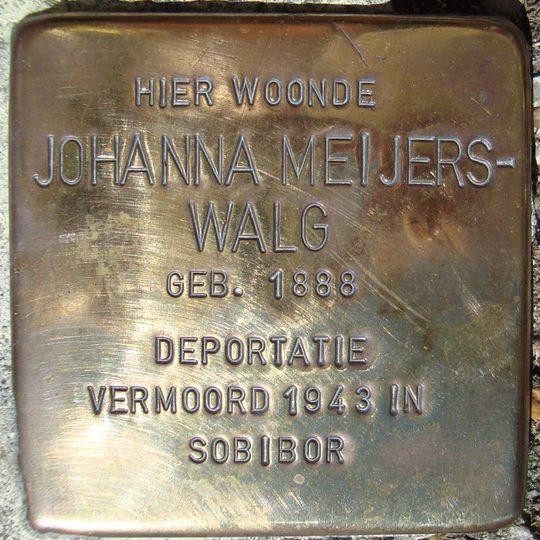 HIER WOONDE
JOHANNA MEIJERS-
WALG
GEB. 1888
DEPORTATIE
VERMOORD 1943 IN
SOBIBOR